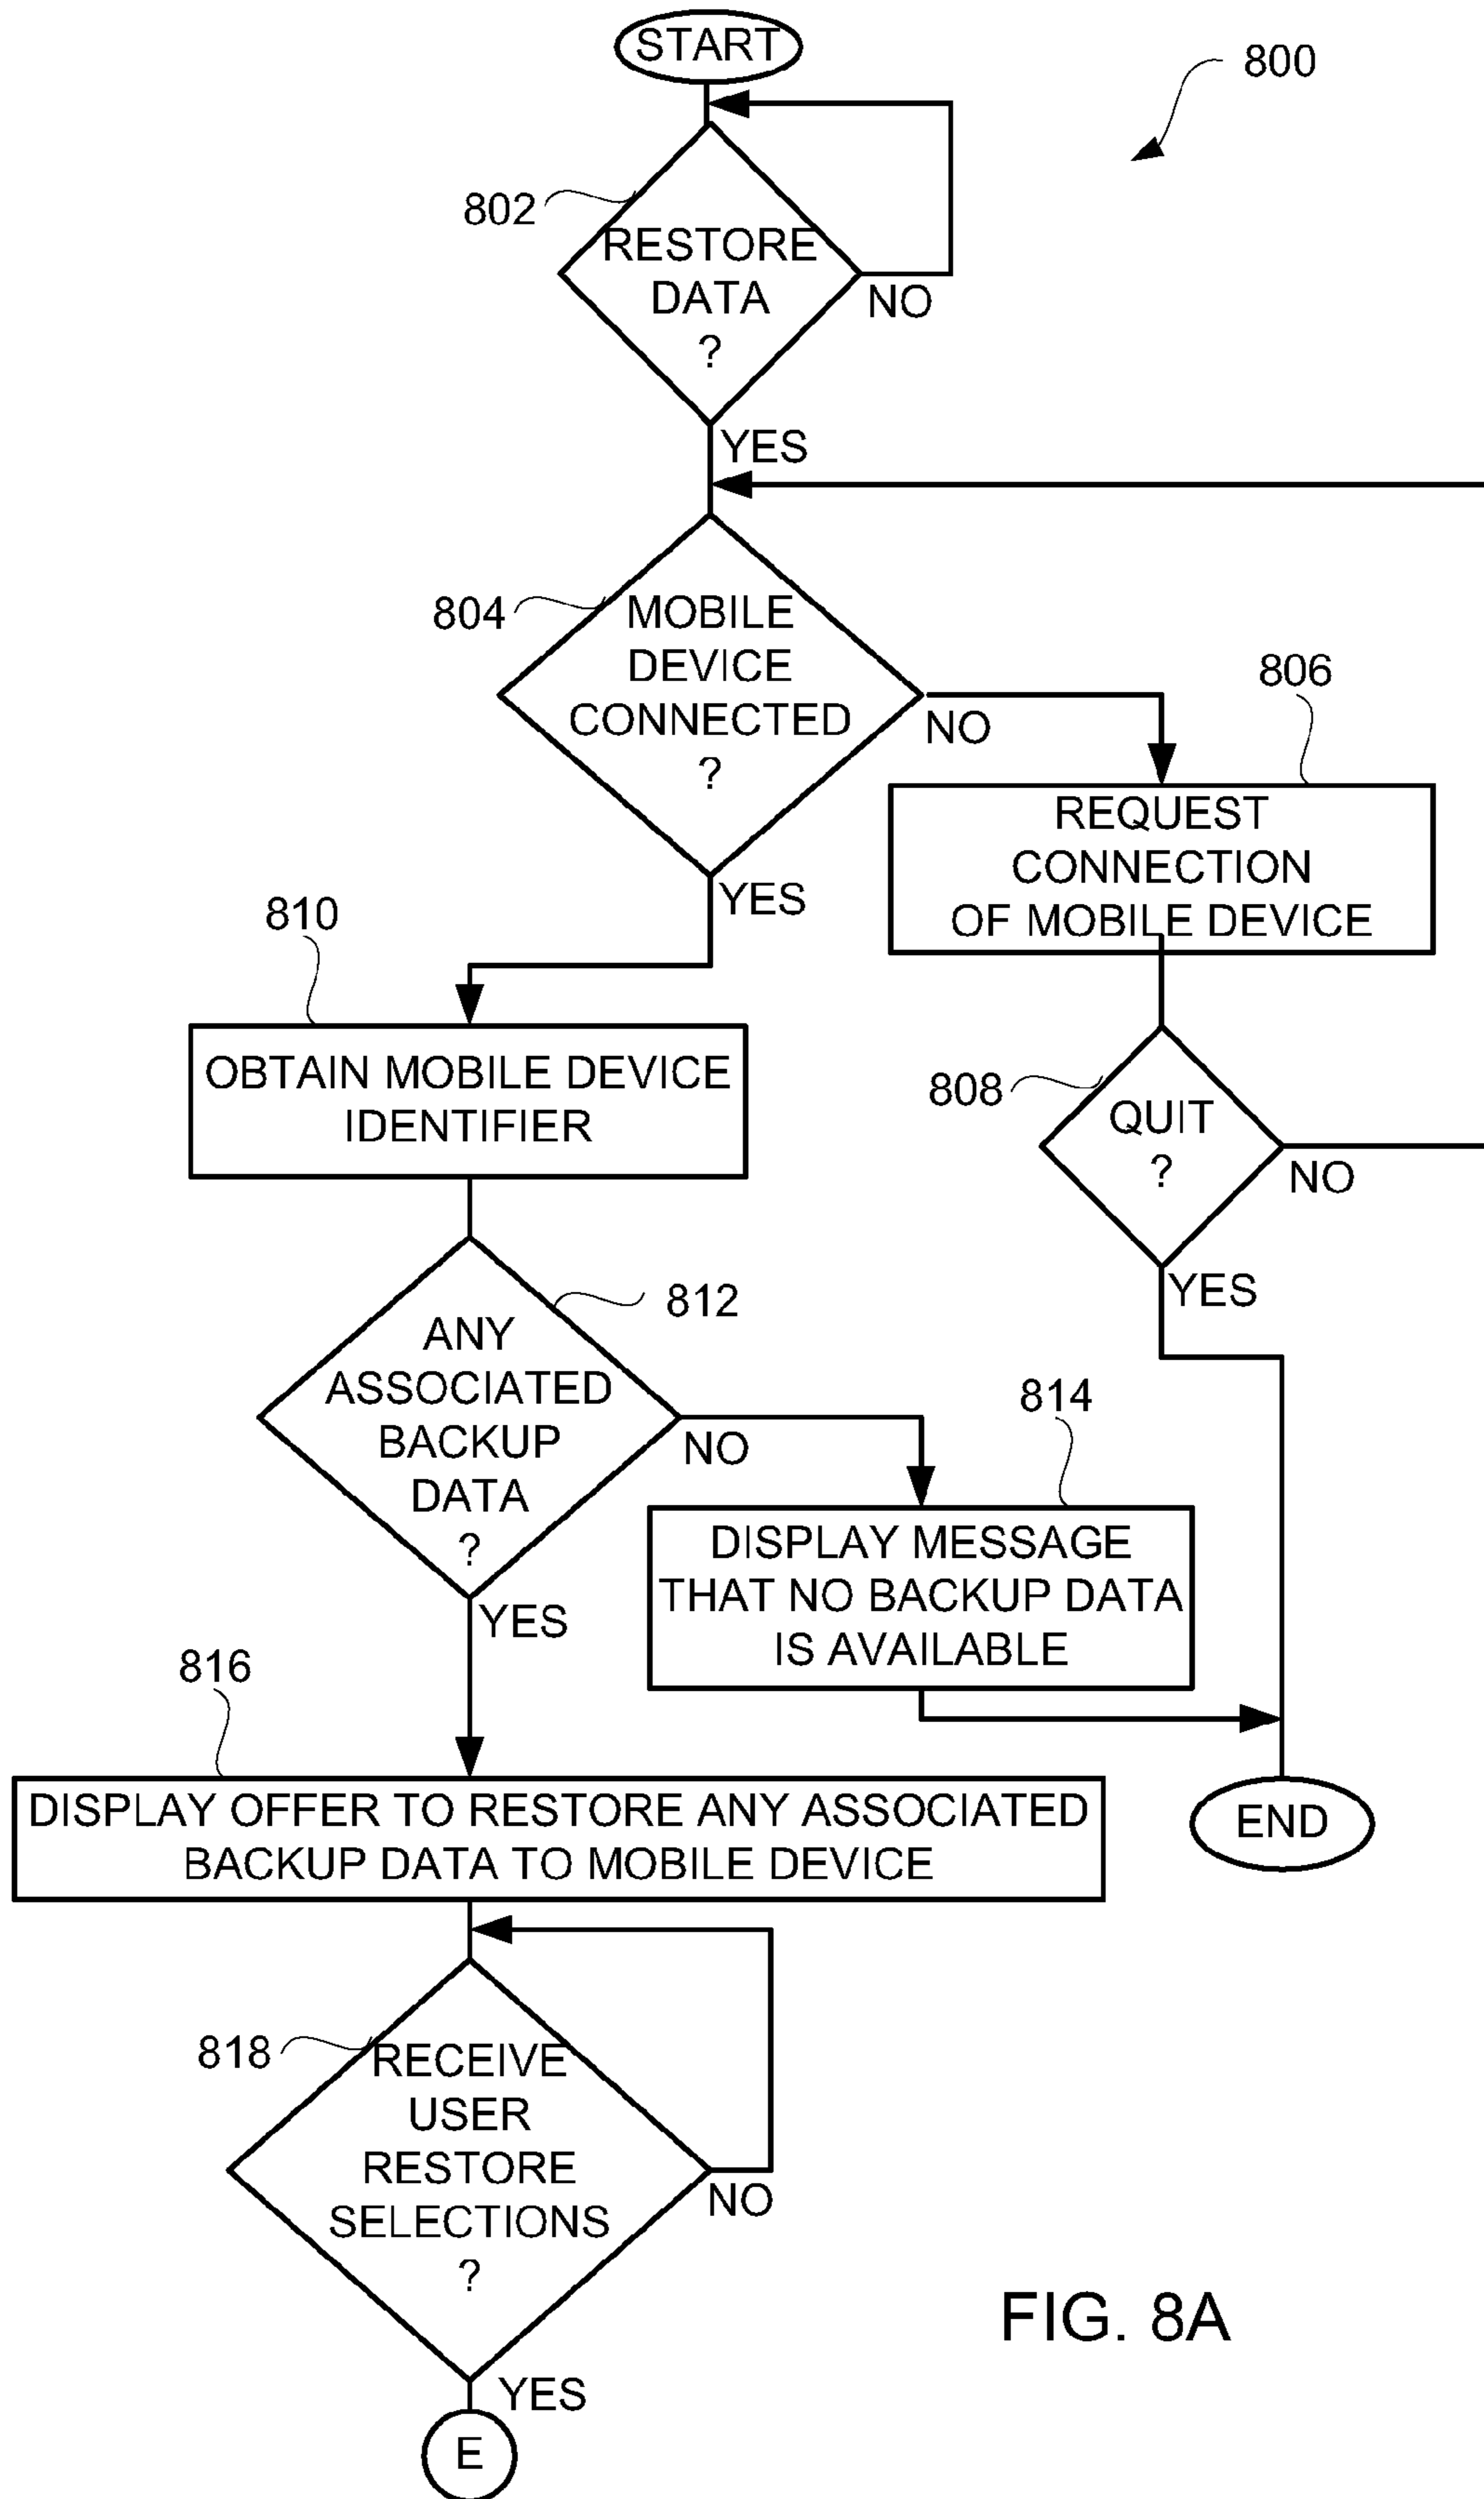 START
800
802
RESTORE
DATA
?
NO
YES
804
MOBILE
DEVICE
CONNECTED
?
NO
806
REQUEST
CONNECTION
OF MOBILE DEVICE
YES
810
OBTAIN MOBILE DEVICE
IDENTIFIER
808
QUIT
?
NO
YES
812
ANY
ASSOCIATED
BACKUP
DATA
?
NO
814
DISPLAY MESSAGE
THAT NO BACKUP DATA
IS AVAILABLE
YES
816
DISPLAY OFFER TO RESTORE ANY ASSOCIATED
BACKUP DATA TO MOBILE DEVICE
END
818
RECEIVE
USER
RESTORE
SELECTIONS
?
NO
YES
E
FIG. 8A